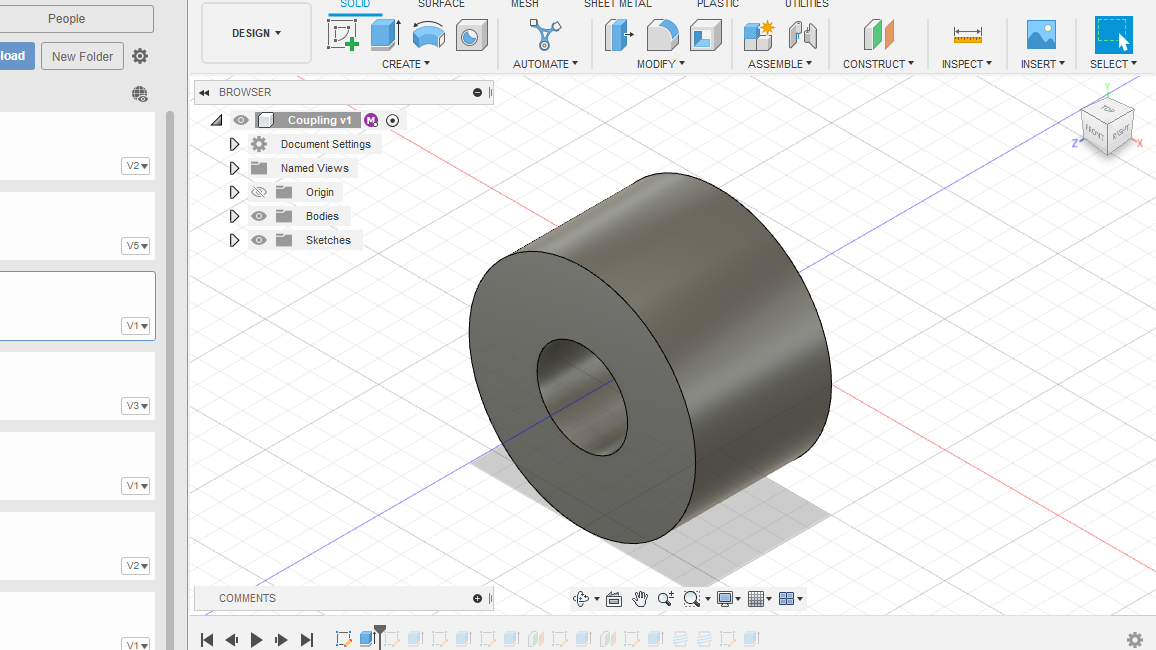 People
load
New Folder
V2
V5
V1
V3
V1
V2
V1
DESIGN
SOLID
SURFACE
MESH
SHEET METAL
PLASTIC
UTILITIES
CREATE
AUTOMATE
MODIFY
ASSEMBLE
CONSTRUCT
INSPECT
INSERT
SELECT
BROWSER
Coupling v1
M
Document Settings
Named Views
Origin
Bodies
Sketches
Y
TOP
FRONT
RIGHT
Z
X
COMMENTS